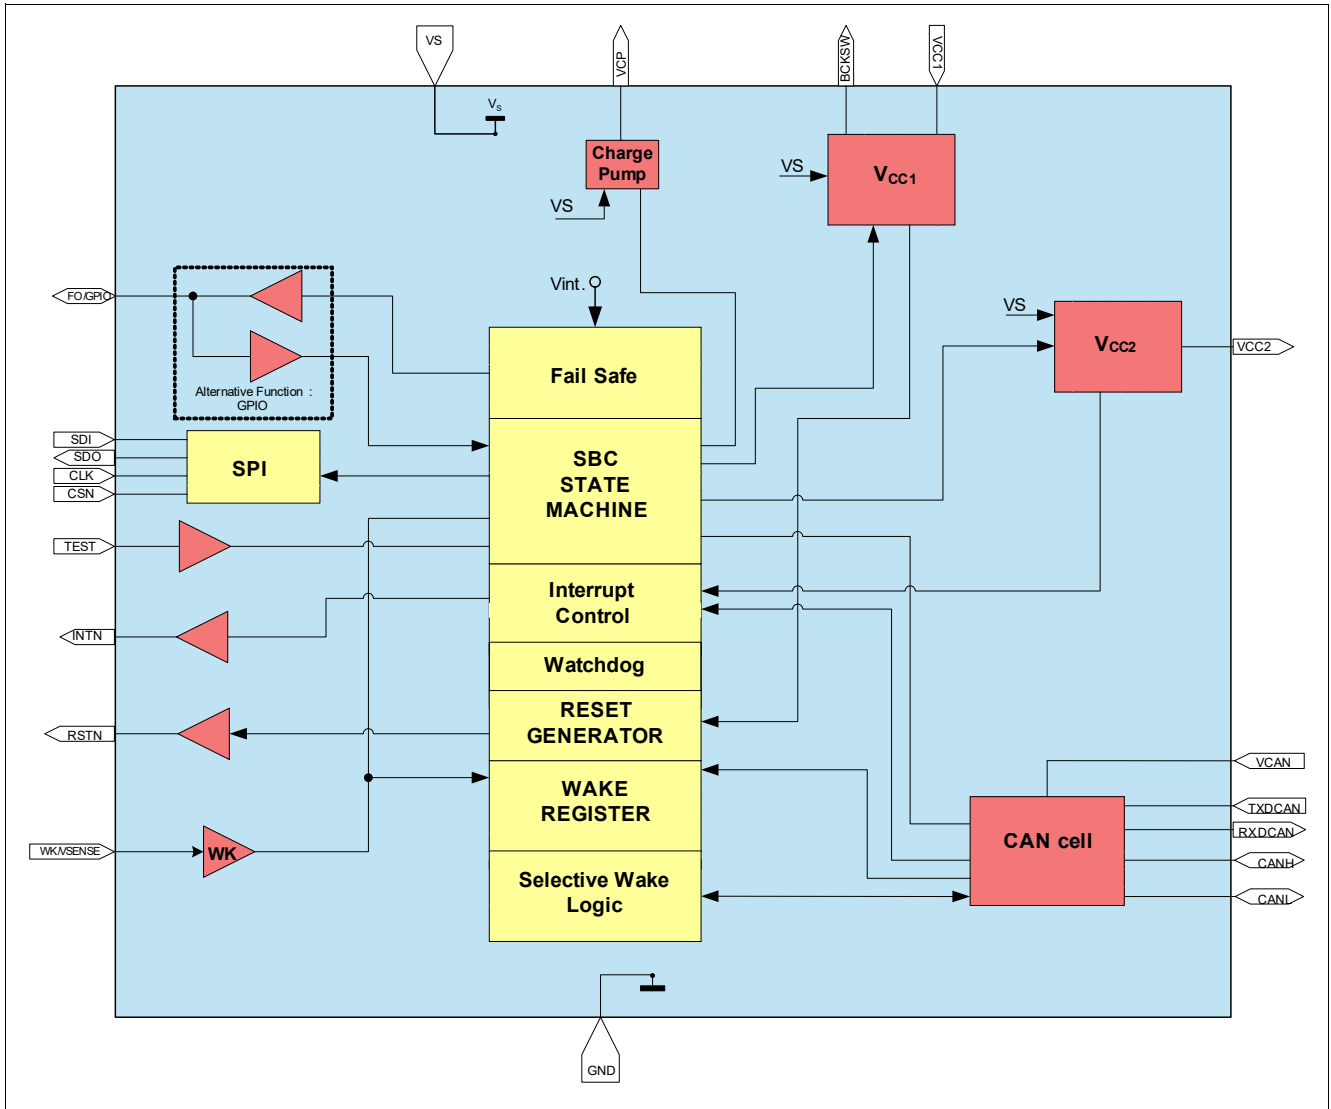 VS
VCP
BCKSW
VCC1
VS
Charge
Pump
VS
VS
VCC1
FO/GPIO
Alternative Function :
GPIO
Vint.
VS
VCC2
VCC2
Fail Safe
SDI
SDO
CLK
CSN
SPI
SBC
STATE
MACHINE
TEST
Interrupt
Control
INTN
Watchdog
RSTN
RESET
GENERATOR
WAKE
REGISTER
WK/VSENSE
WK
Selective Wake
Logic
CAN cell
VCAN
TXDCAN
RXDCAN
CANH
CANL
GND